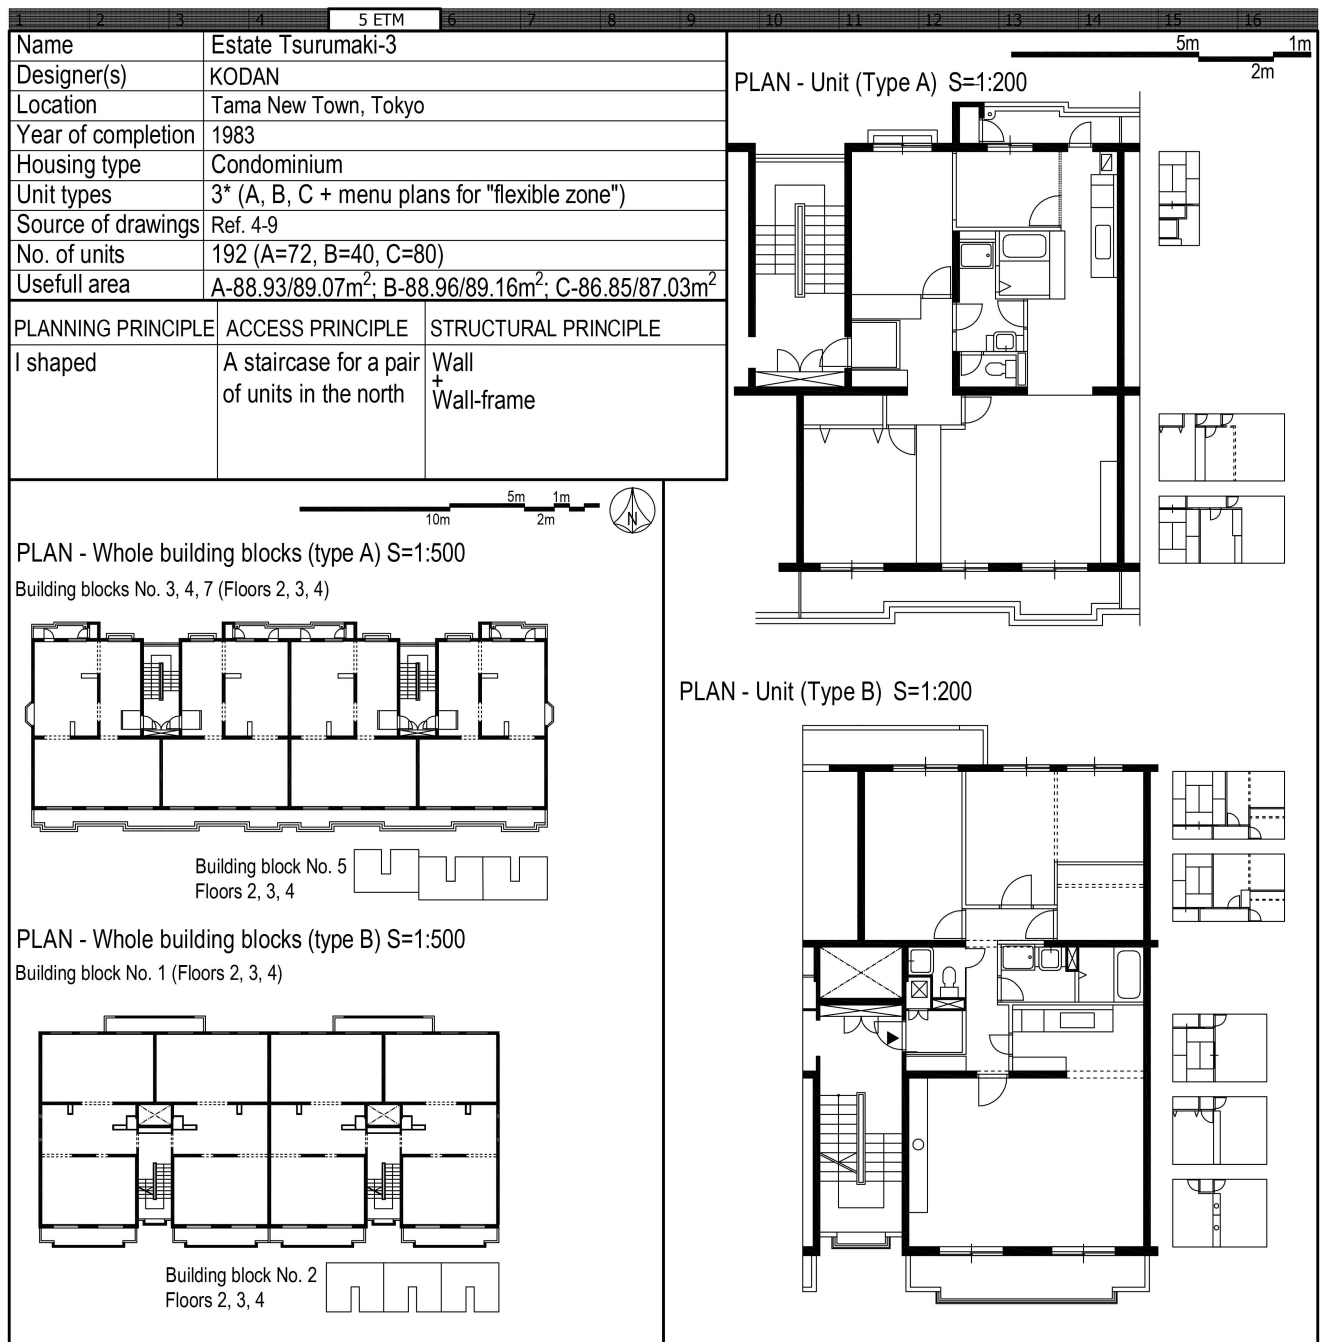 1 2 3 4 5 ETM 6 7 8 9 10 11 12 13 14 15 16
Name Estate Tsurumaki-3
Designer(s) KODAN
Location Tama New Town, Tokyo
Year of completion 1983
Housing type Condominium
Unit types 3* (A, B, C + menu plans for "flexible zone")
Source of drawings Ref. 4-9
No. of units 192 (A=72, B=40, C=80)
Usefull area A-88.93/89.07m²; B-88.96/89.16m²; C-86.85/87.03m²
PLANNING PRINCIPLE ACCESS PRINCIPLE STRUCTURAL PRINCIPLE
I shaped A staircase for a pair of units in the north Wall + Wall-frame
5m 1m
2m
PLAN - Unit (Type A) S=1:200
5m 1m
10m 2m
N
PLAN - Whole building blocks (type A) S=1:500
Building blocks No. 3, 4, 7 (Floors 2, 3, 4)
Building block No. 5
Floors 2, 3, 4
PLAN - Whole building blocks (type B) S=1:500
Building block No. 1 (Floors 2, 3, 4)
Building block No. 2
Floors 2, 3, 4
PLAN - Unit (Type B) S=1:200